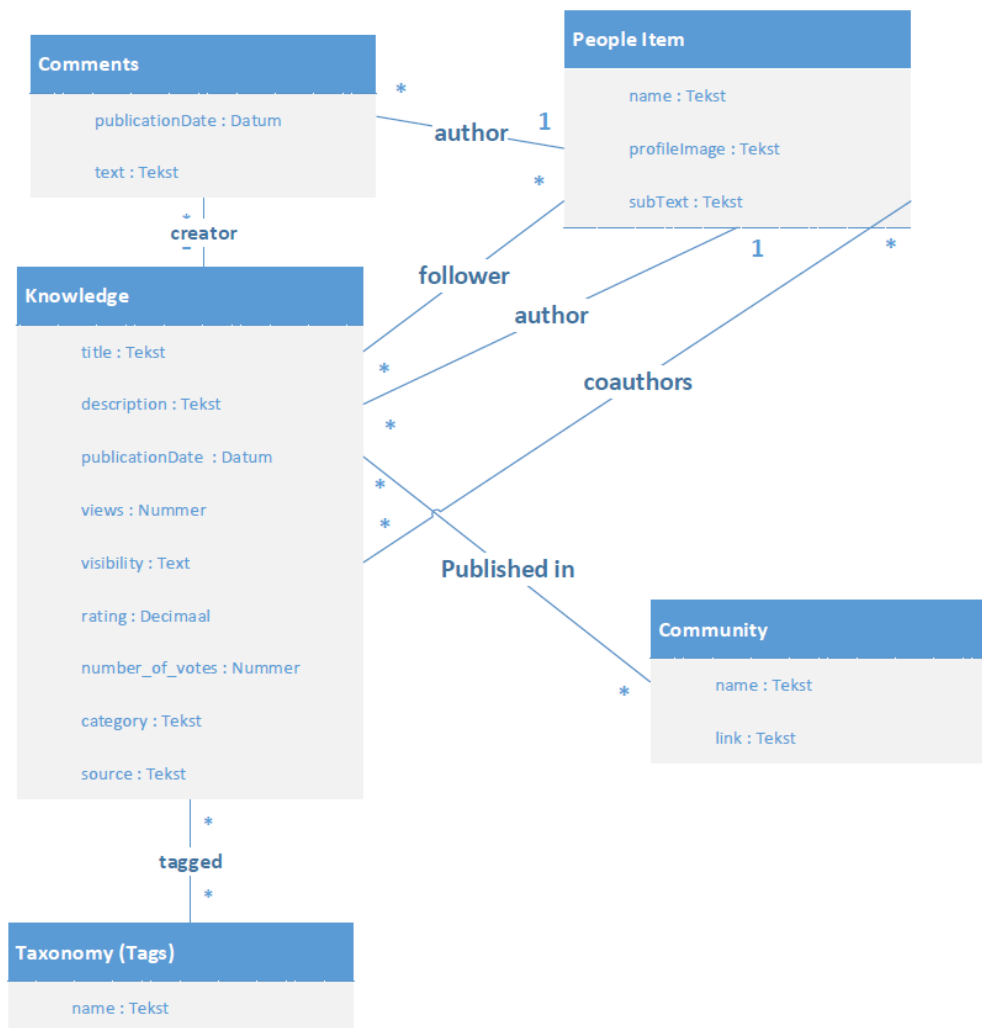 Comments
publicationDate : Datum
text : Tekst
People Item
name : Tekst
profileImage : Tekst
subText : Tekst
*
author
1
creator
*
follower
1
*
author
coauthors
Knowledge
title : Tekst
description : Tekst
publicationDate : Datum
views : Nummer
visibility : Text
rating : Decimaal
number_of_votes : Nummer
category : Tekst
source : Tekst
*
*
*
*
Published in
*
Community
name : Tekst
link : Tekst
*
tagged
*
Taxonomy (Tags)
name : Tekst